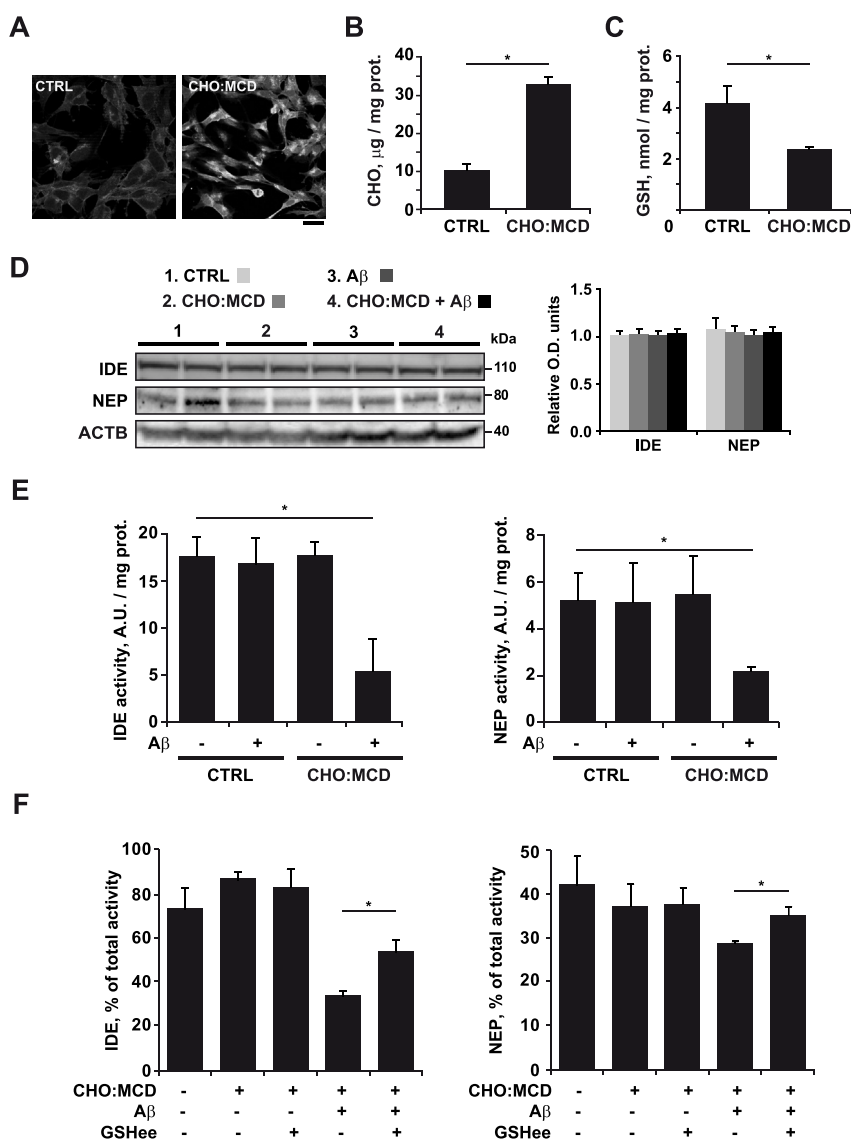 A
CTRL
CHO:MCD
B
CHO, µg / mg prot.
40
30
20
10
0
*
CTRL
CHO:MCD
C
GSH, nmol / mg prot.
6
4
2
0
*
CTRL
CHO:MCD
D
1. CTRL
2. CHO:MCD
3. Aβ
4. CHO:MCD + Aβ
1 2 3 4 kDa
IDE 110
NEP 80
ACTB 40
Relative O.D. units
1.5
1.0
0.5
0.0
IDE NEP
E
IDE activity, A.U. / mg prot.
20
15
10
5
0
*
Aβ - + - +
CTRL CHO:MCD
NEP activity, A.U. / mg prot.
8
6
4
2
0
*
Aβ - + - +
CTRL CHO:MCD
F
IDE, % of total activity
100
80
60
40
20
0
*
CHO:MCD - + + + +
Aβ - - - + +
GSHee - - + - +
NEP, % of total activity
50
40
30
20
10
0
*
CHO:MCD - + + + +
Aβ - - - + +
GSHee - - + - +